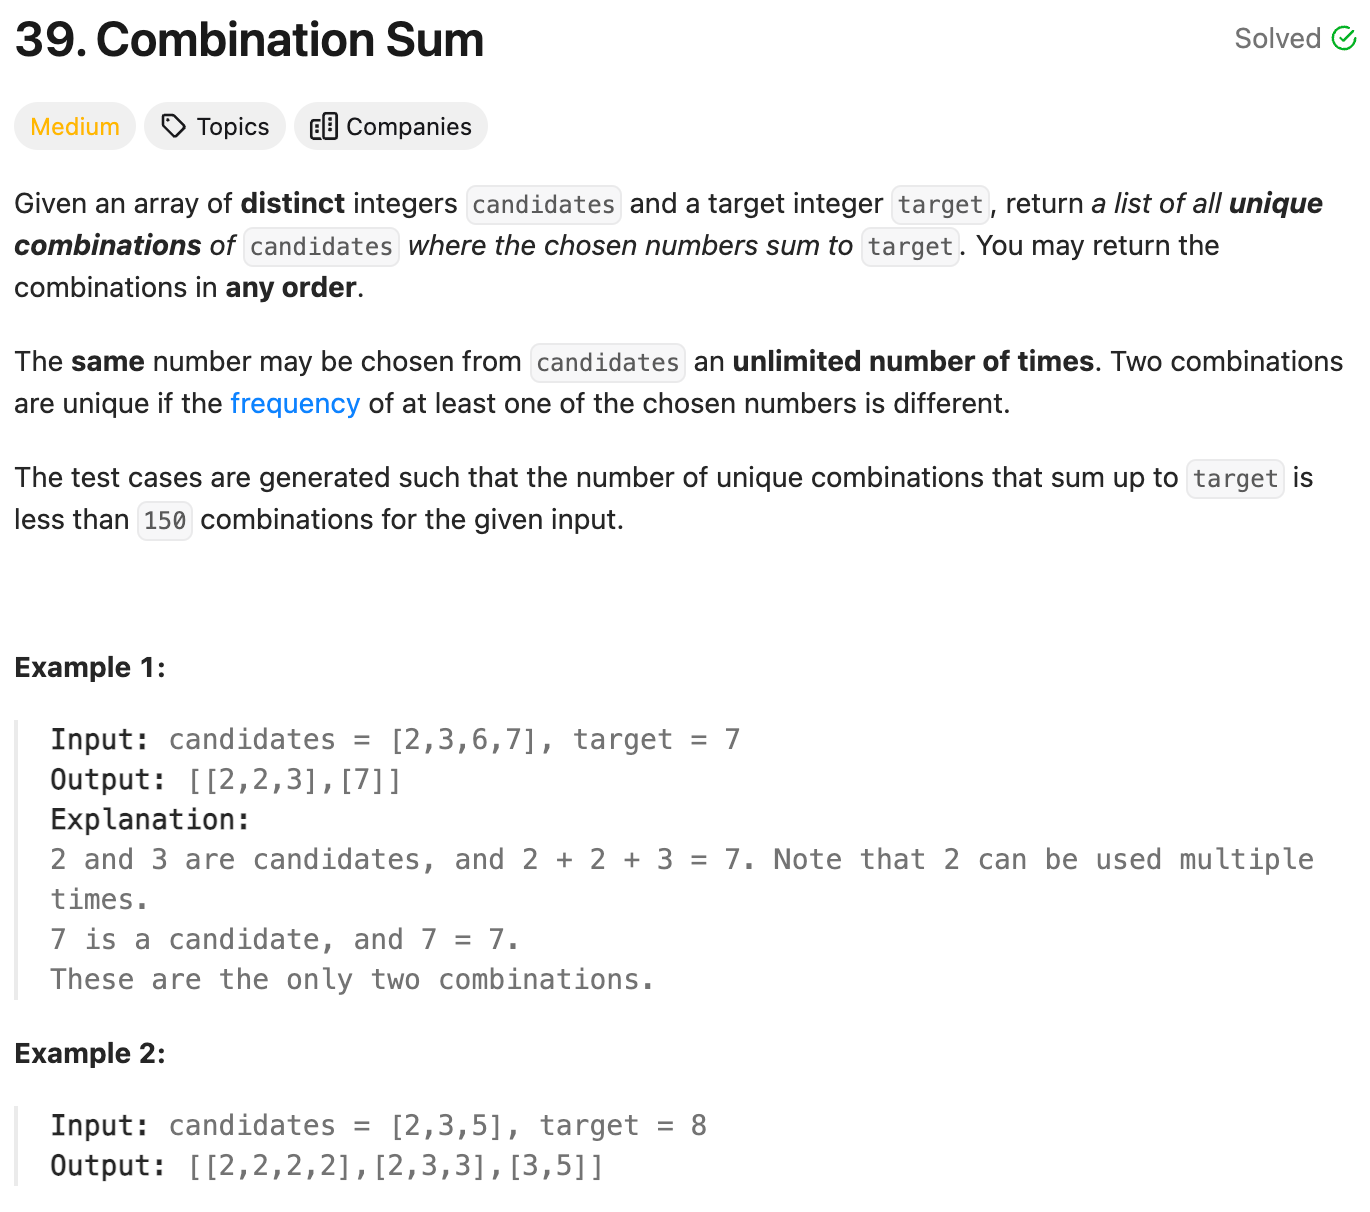 39. Combination Sum
Solved
Medium
Topics
Companies
Given an array of distinct integers candidates and a target integer target, return a list of all unique
combinations of candidates where the chosen numbers sum to target. You may return the
combinations in any order.
The same number may be chosen from candidates an unlimited number of times. Two combinations
are unique if the frequency of at least one of the chosen numbers is different.
The test cases are generated such that the number of unique combinations that sum up to target is
less than 150 combinations for the given input.
Example 1:
Input: candidates = [2,3,6,7], target = 7
Output: [[2,2,3],[7]]
Explanation:
2 and 3 are candidates, and 2 + 2 + 3 = 7. Note that 2 can be used multiple
times.
7 is a candidate, and 7 = 7.
These are the only two combinations.
Example 2:
Input: candidates = [2,3,5], target = 8
Output: [[2,2,2,2],[2,3,3],[3,5]]